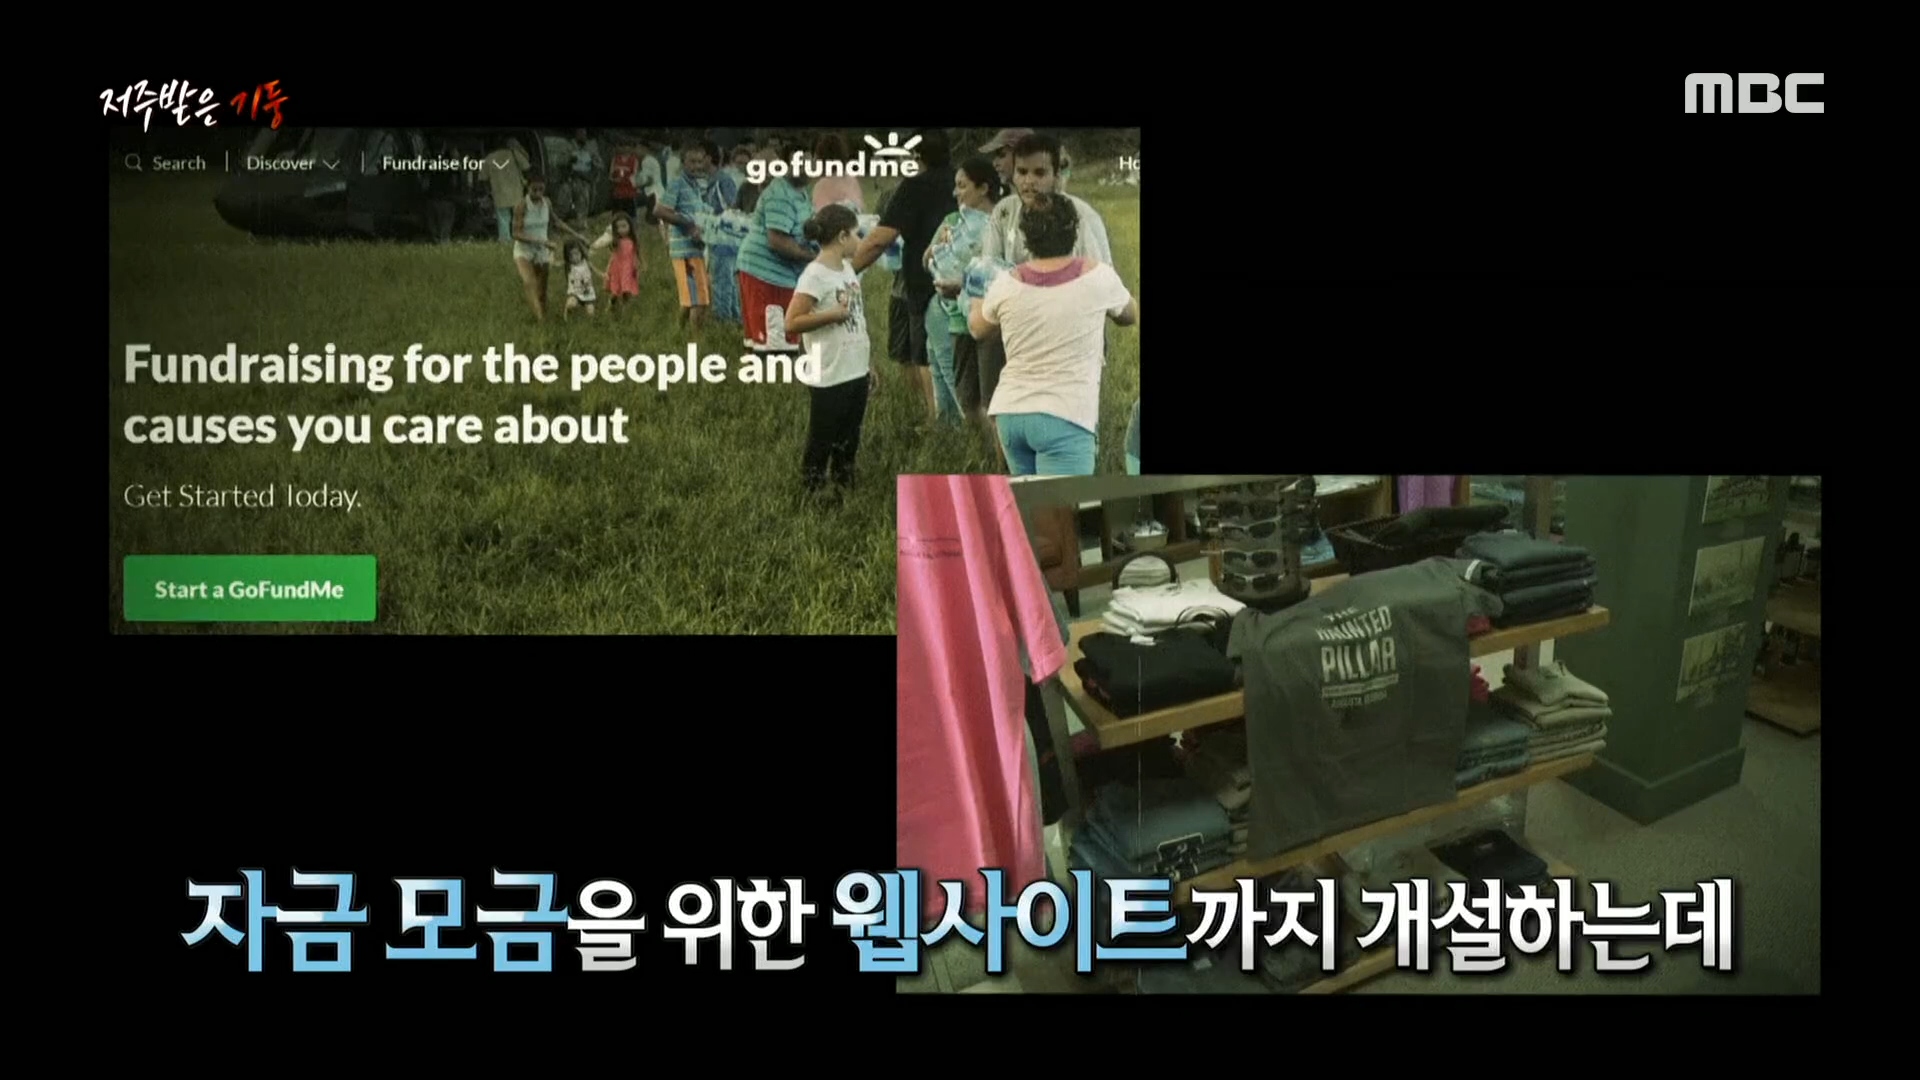 저주받은 기둥
MBC
Search
Discover
Fundraise for
gofundme
Fundraising for the people and
causes you care about
Get Started Today.
Start a GoFundMe
THE
HAUNTED
PILLAR
AUGUSTA GEORGIA
자금 모금을 위한 웹사이트까지 개설하는데